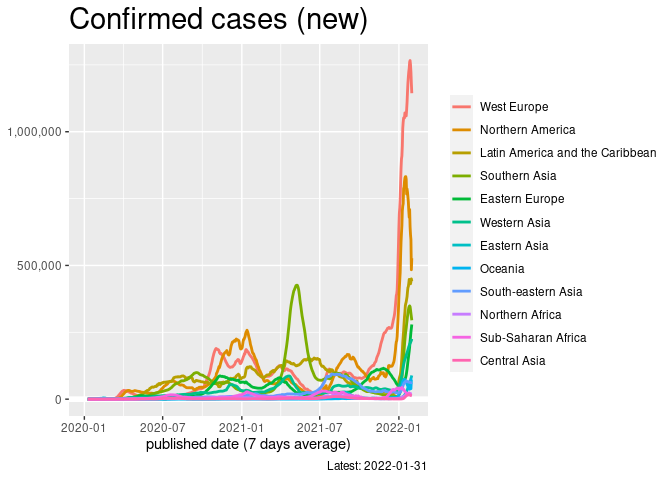 Confirmed cases (new)
1,000,000
500,000
0
2020-01 2020-07 2021-01 2021-07 2022-01
published date (7 days average)
Latest: 2022-01-31
West Europe
Northern America
Latin America and the Caribbean
Southern Asia
Eastern Europe
Western Asia
Eastern Asia
Oceania
South-eastern Asia
Northern Africa
Sub-Saharan Africa
Central Asia